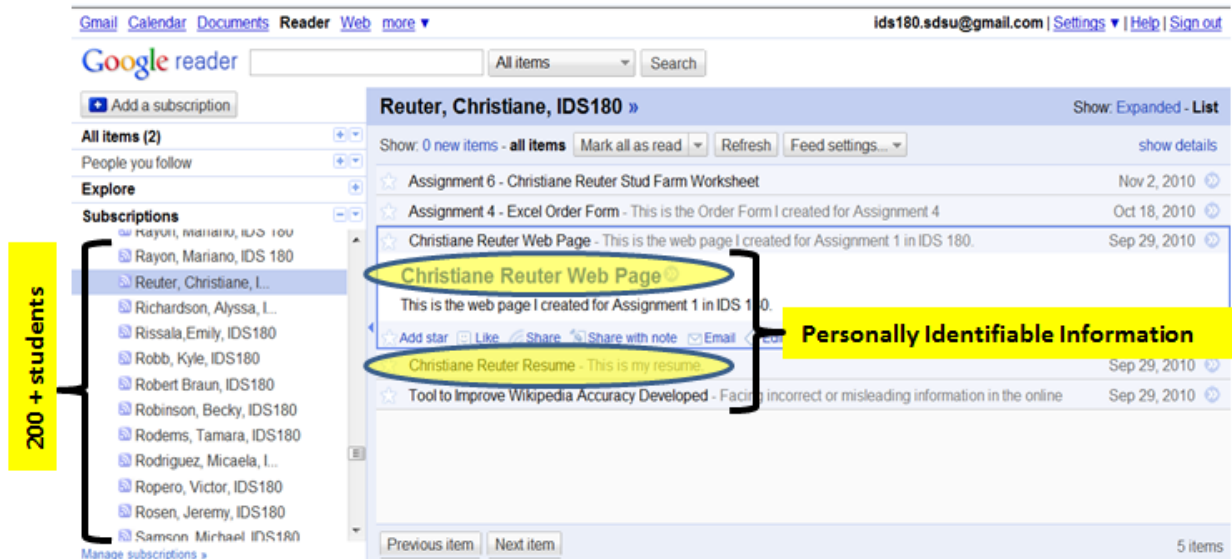 Gmail Calendar Documents Reader Web more ▼ ids180.sdsu@gmail.com | Settings ▼ | Help | Sign out
Google reader All items Search
Add a subscription
All items (2)
People you follow
Explore
Subscriptions
Rayon, Mariano, IDS 180
Rayon, Mariano, IDS 180
Reuter, Christiane, I...
Richardson, Alyssa, I...
Rissala,Emily, IDS180
Robb, Kyle, IDS180
Robert Braun, IDS180
Robinson, Becky, IDS180
Rodems, Tamara, IDS180
Rodriguez, Micaela, I...
Ropero, Victor, IDS180
Rosen, Jeremy, IDS180
Samson, Michael, IDS180
Manage subscriptions »
200 + students
Reuter, Christiane, IDS180 » Show: Expanded - List
Show: 0 new items - all items Mark all as read Refresh Feed settings... show details
Assignment 6 - Christiane Reuter Stud Farm Worksheet Nov 2, 2010
Assignment 4 - Excel Order Form - This is the Order Form I created for Assignment 4 Oct 18, 2010
Christiane Reuter Web Page - This is the web page I created for Assignment 1 in IDS 180. Sep 29, 2010
Christiane Reuter Web Page
This is the web page I created for Assignment 1 in IDS 180.
Add star Like Share Share with note Email
Personally Identifiable Information
Christiane Reuter Resume - This is my resume. Sep 29, 2010
Tool to Improve Wikipedia Accuracy Developed - Facing incorrect or misleading information in the online Sep 29, 2010
Previous item Next item 5 items